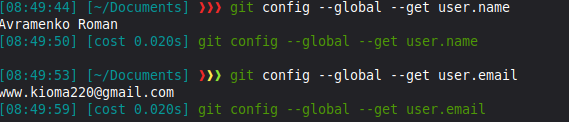 [08:49:44] [~/Documents] ❯❯❯ git config --global --get user.name
Avramenko Roman
[08:49:50] [cost 0.020s] git config --global --get user.name
[08:49:53] [~/Documents] ❯❯❯ git config --global --get user.email
www.kioma220@gmail.com
[08:49:59] [cost 0.020s] git config --global --get user.email